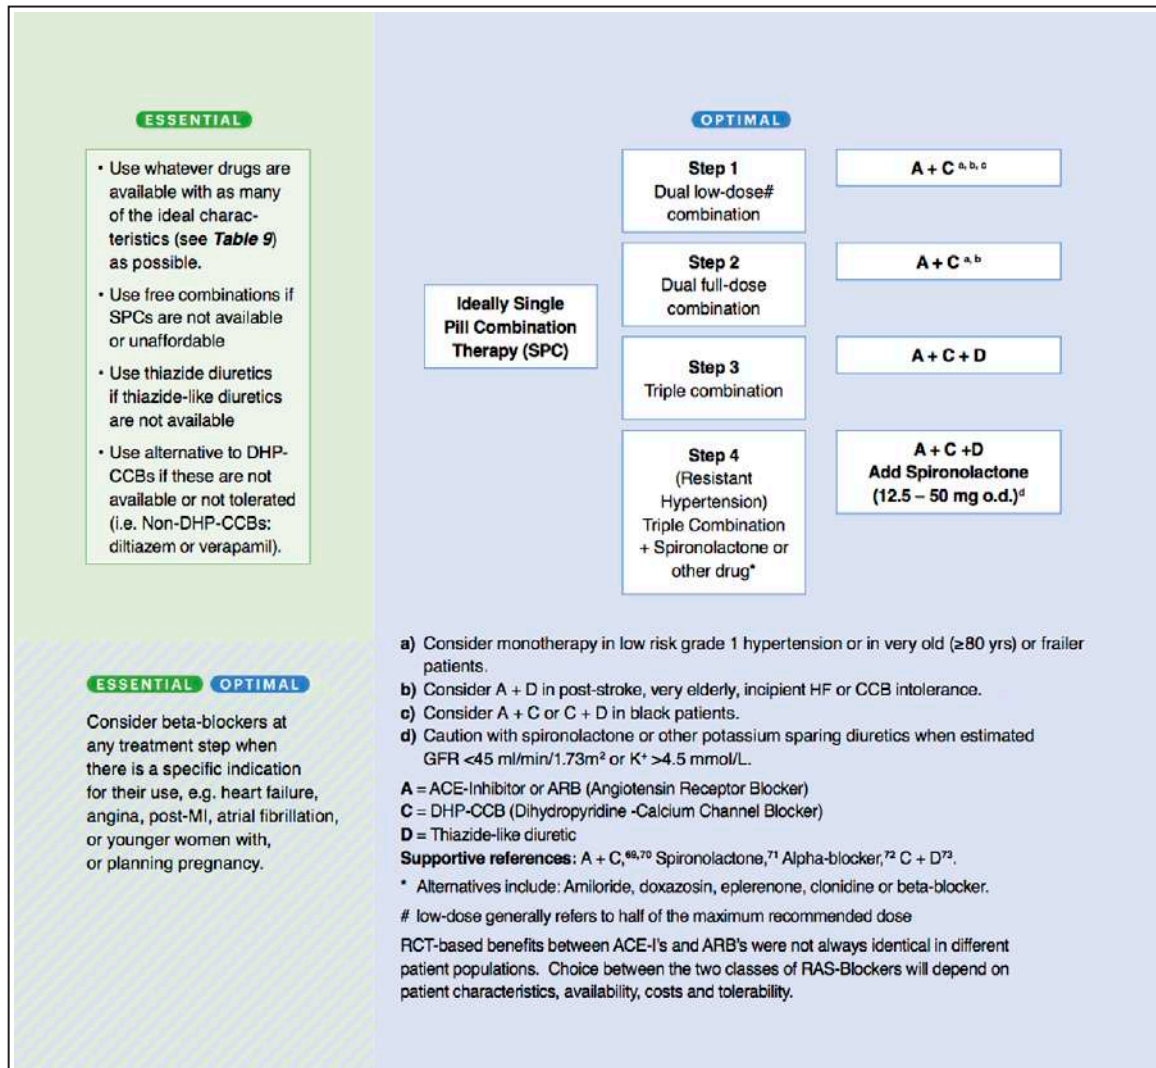 ESSENTIAL
• Use whatever drugs are
available with as many
of the ideal charac-
teristics (see Table 9)
as possible.
• Use free combinations if
SPCs are not available
or unaffordable
• Use thiazide diuretics
if thiazide-like diuretics
are not available
• Use alternative to DHP-
CCBs if these are not
available or not tolerated
(i.e. Non-DHP-CCBs:
diltiazem or verapamil).
ESSENTIAL OPTIMAL
Consider beta-blockers at
any treatment step when
there is a specific indication
for their use, e.g. heart failure,
angina, post-MI, atrial fibrillation,
or younger women with,
or planning pregnancy.
OPTIMAL
Ideally Single
Pill Combination
Therapy (SPC)
Step 1
Dual low-dose#
combination
A + C a, b, c
Step 2
Dual full-dose
combination
A + C a, b
Step 3
Triple combination
A + C + D
Step 4
(Resistant
Hypertension)
Triple Combination
+ Spironolactone or
other drug*
A + C +D
Add Spironolactone
(12.5 – 50 mg o.d.)d
a) Consider monotherapy in low risk grade 1 hypertension or in very old (≥80 yrs) or frailer
patients.
b) Consider A + D in post-stroke, very elderly, incipient HF or CCB intolerance.
c) Consider A + C or C + D in black patients.
d) Caution with spironolactone or other potassium sparing diuretics when estimated
GFR <45 ml/min/1.73m² or K⁺ >4.5 mmol/L.
A = ACE-Inhibitor or ARB (Angiotensin Receptor Blocker)
C = DHP-CCB (Dihydropyridine -Calcium Channel Blocker)
D = Thiazide-like diuretic
Supportive references: A + C,⁶⁹,⁷⁰ Spironolactone,⁷¹ Alpha-blocker,⁷² C + D⁷³.
* Alternatives include: Amiloride, doxazosin, eplerenone, clonidine or beta-blocker.
# low-dose generally refers to half of the maximum recommended dose
RCT-based benefits between ACE-I's and ARB's were not always identical in different
patient populations. Choice between the two classes of RAS-Blockers will depend on
patient characteristics, availability, costs and tolerability.